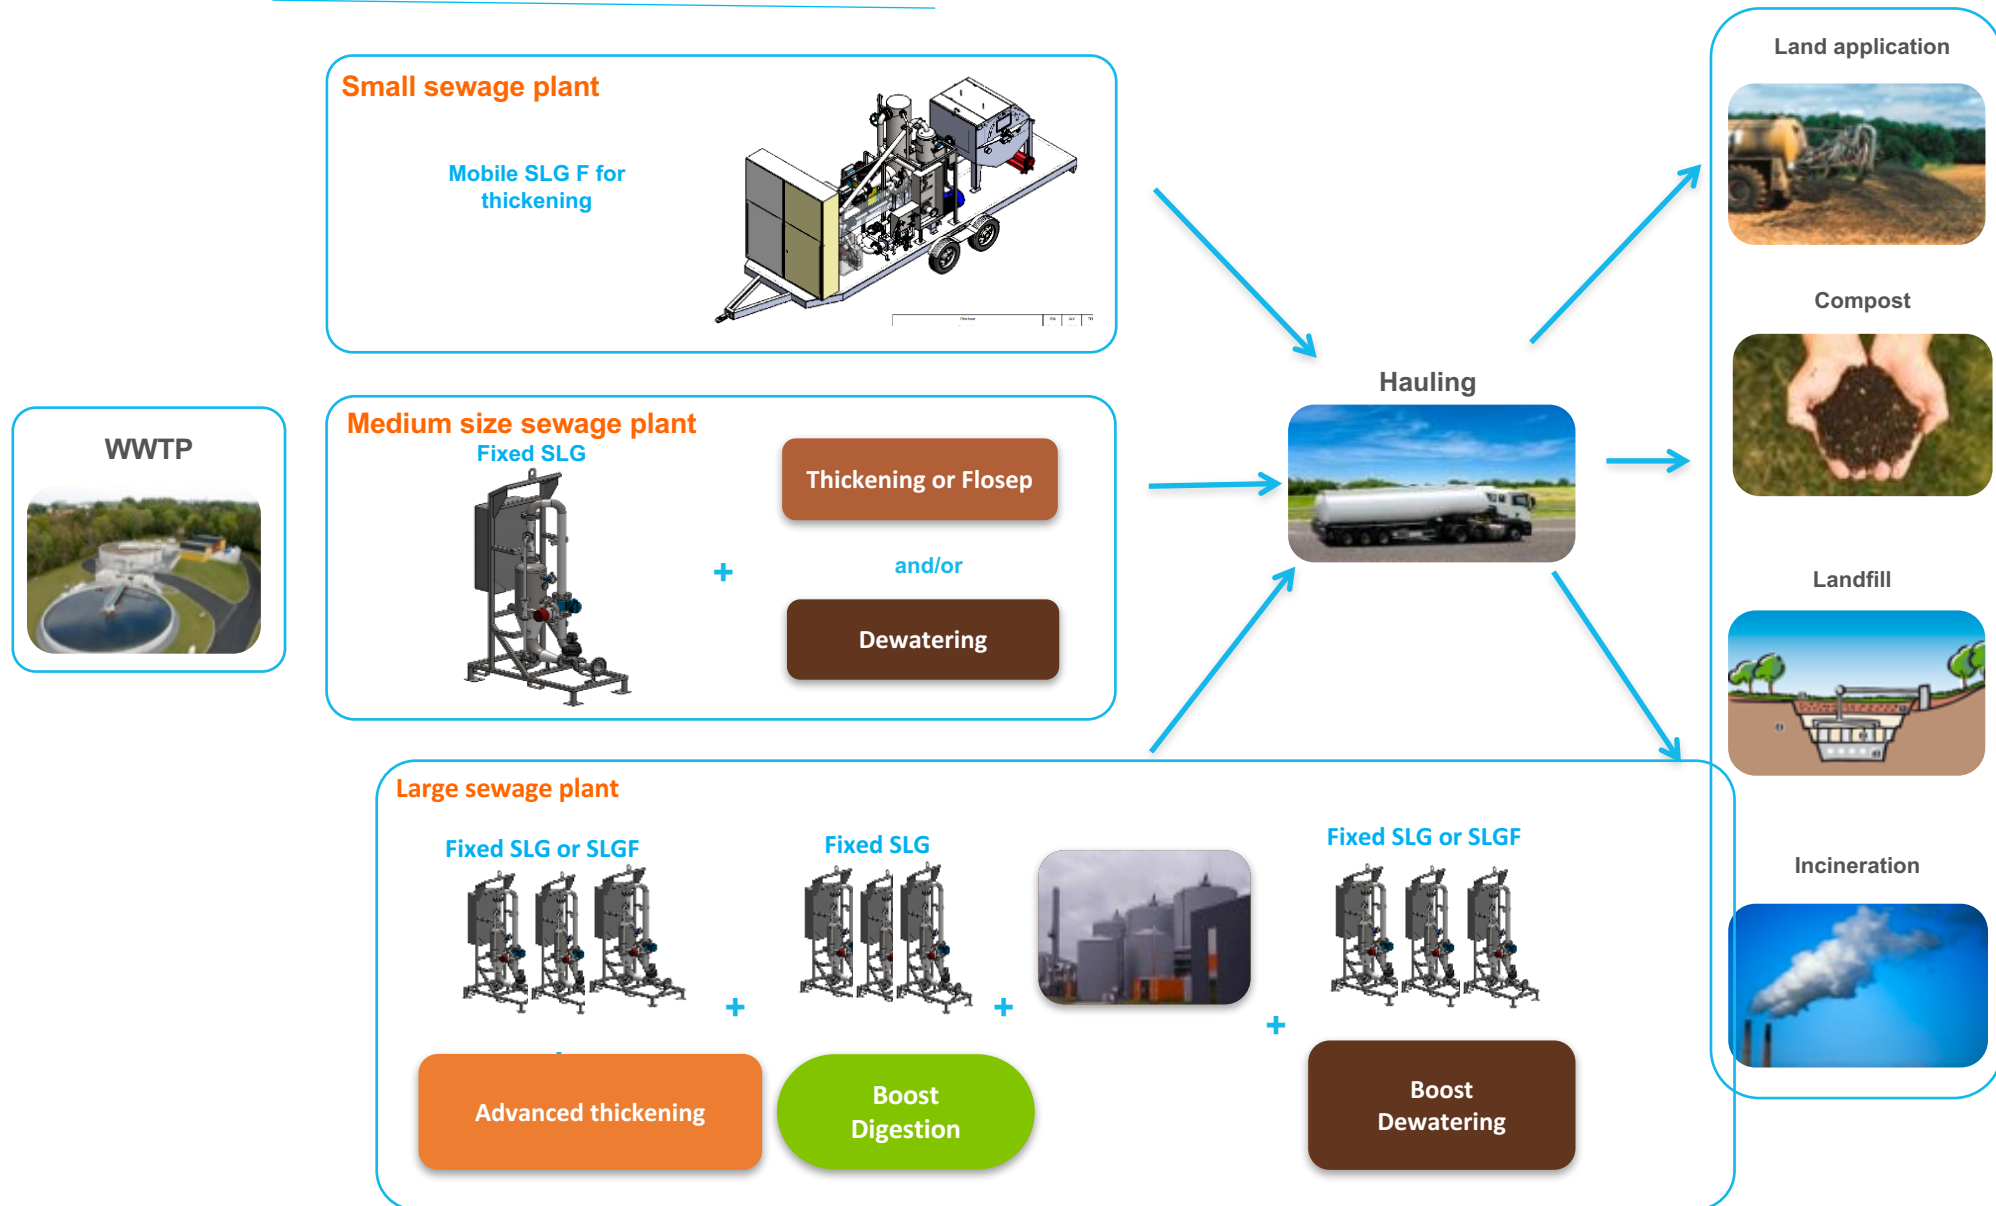 Small sewage plant
Mobile SLG F for
thickening
WWTP
Medium size sewage plant
Fixed SLG
+
Thickening or Flosep
and/or
Dewatering
Large sewage plant
Fixed SLG or SLGF
+
Advanced thickening
Fixed SLG
+
Boost
Digestion
+
Fixed SLG or SLGF
Boost
Dewatering
Hauling
Land application
Compost
Landfill
Incineration